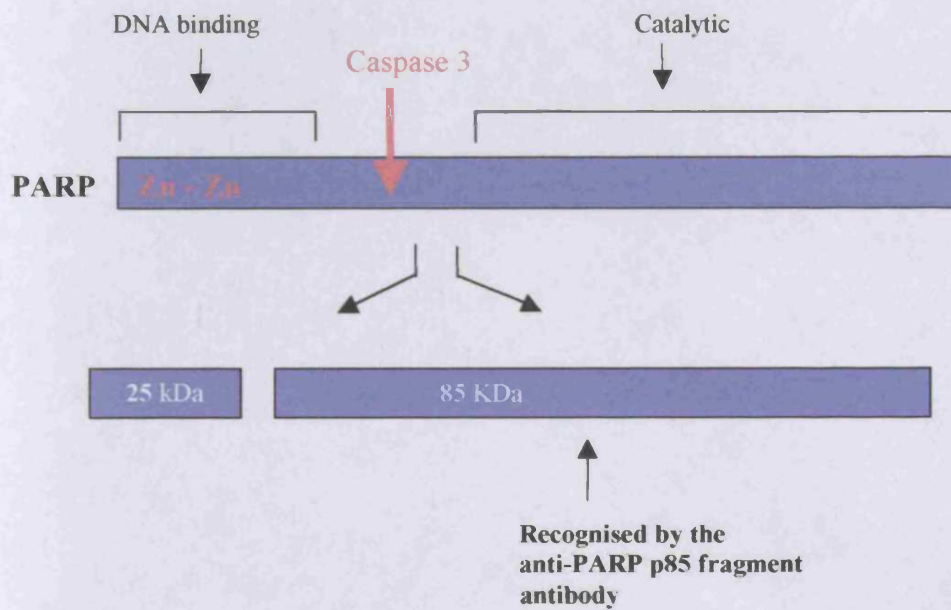 DNA binding
Catalytic
Caspase 3
PARP
Zn - Zn
25 kDa
85 KDa
Recognised by the
anti-PARP p85 fragment
antibody